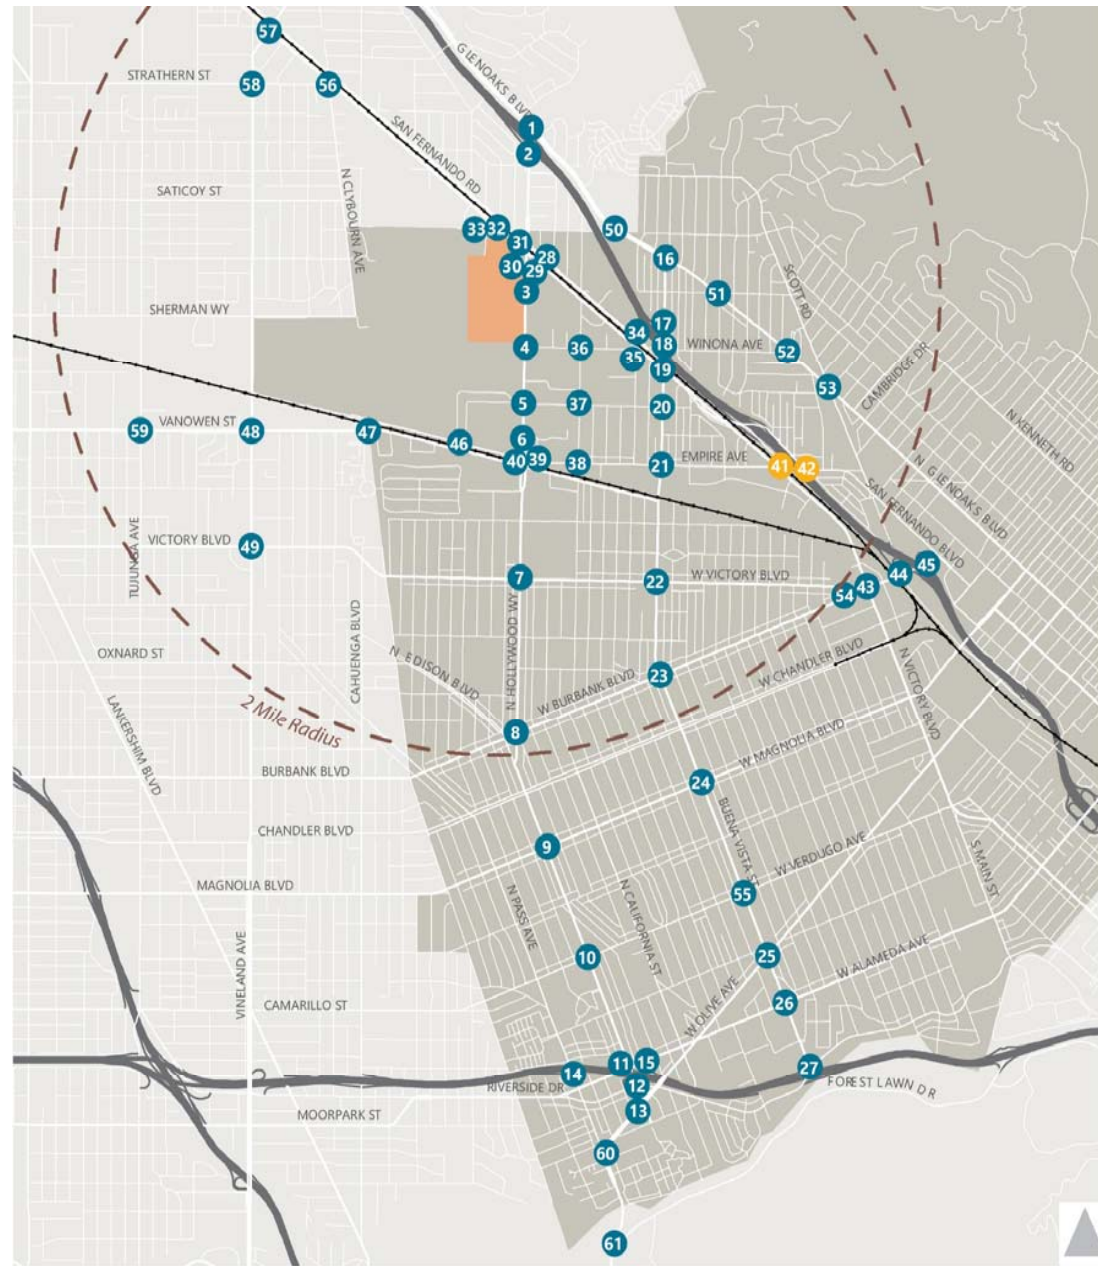 57
GLENOAKS BLVD
STRATHERN ST
58
56
1
SAN FERNANDO RD
2
N CLYBOURN AVE
SATICOY ST
33
32
50
31
28
16
30
29
SCOTT RD
3
51
SHERMAN WY
17
34
4
36
18
WINONA AVE
52
35
19
CAMBRIDGE DR
53
5
37
20
N KENNETH RD
VANOWEN ST
59
48
47
6
46
40
39
38
21
EMPIRE AVE
41
42
N GLENOAKS BLVD
SAN FERNANDO BLVD
TUJUNGA AVE
VICTORY BLVD
49
45
44
7
22
W VICTORY BLVD
43
54
CAHUENGA BLVD
N HOLLYWOOD WY
OXNARD ST
N EDISON BLVD
W CHANDLER BLVD
23
W BURBANK BLVD
N VICTORY BLVD
2 Mile Radius
LANKERSHIM BLVD
8
W MAGNOLIA BLVD
BURBANK BLVD
24
CHANDLER BLVD
BUENA VISTA ST
9
W VERDUGO AVE
S MAIN ST
MAGNOLIA BLVD
55
N PASS AVE
N CALIFORNIA ST
VINELAND AVE
10
25
W ALAMEDA AVE
W OLIVE AVE
CAMARILLO ST
26
11
15
14
27
RIVERSIDE DR
12
FOREST LAWN DR
MOORPARK ST
13
60
61